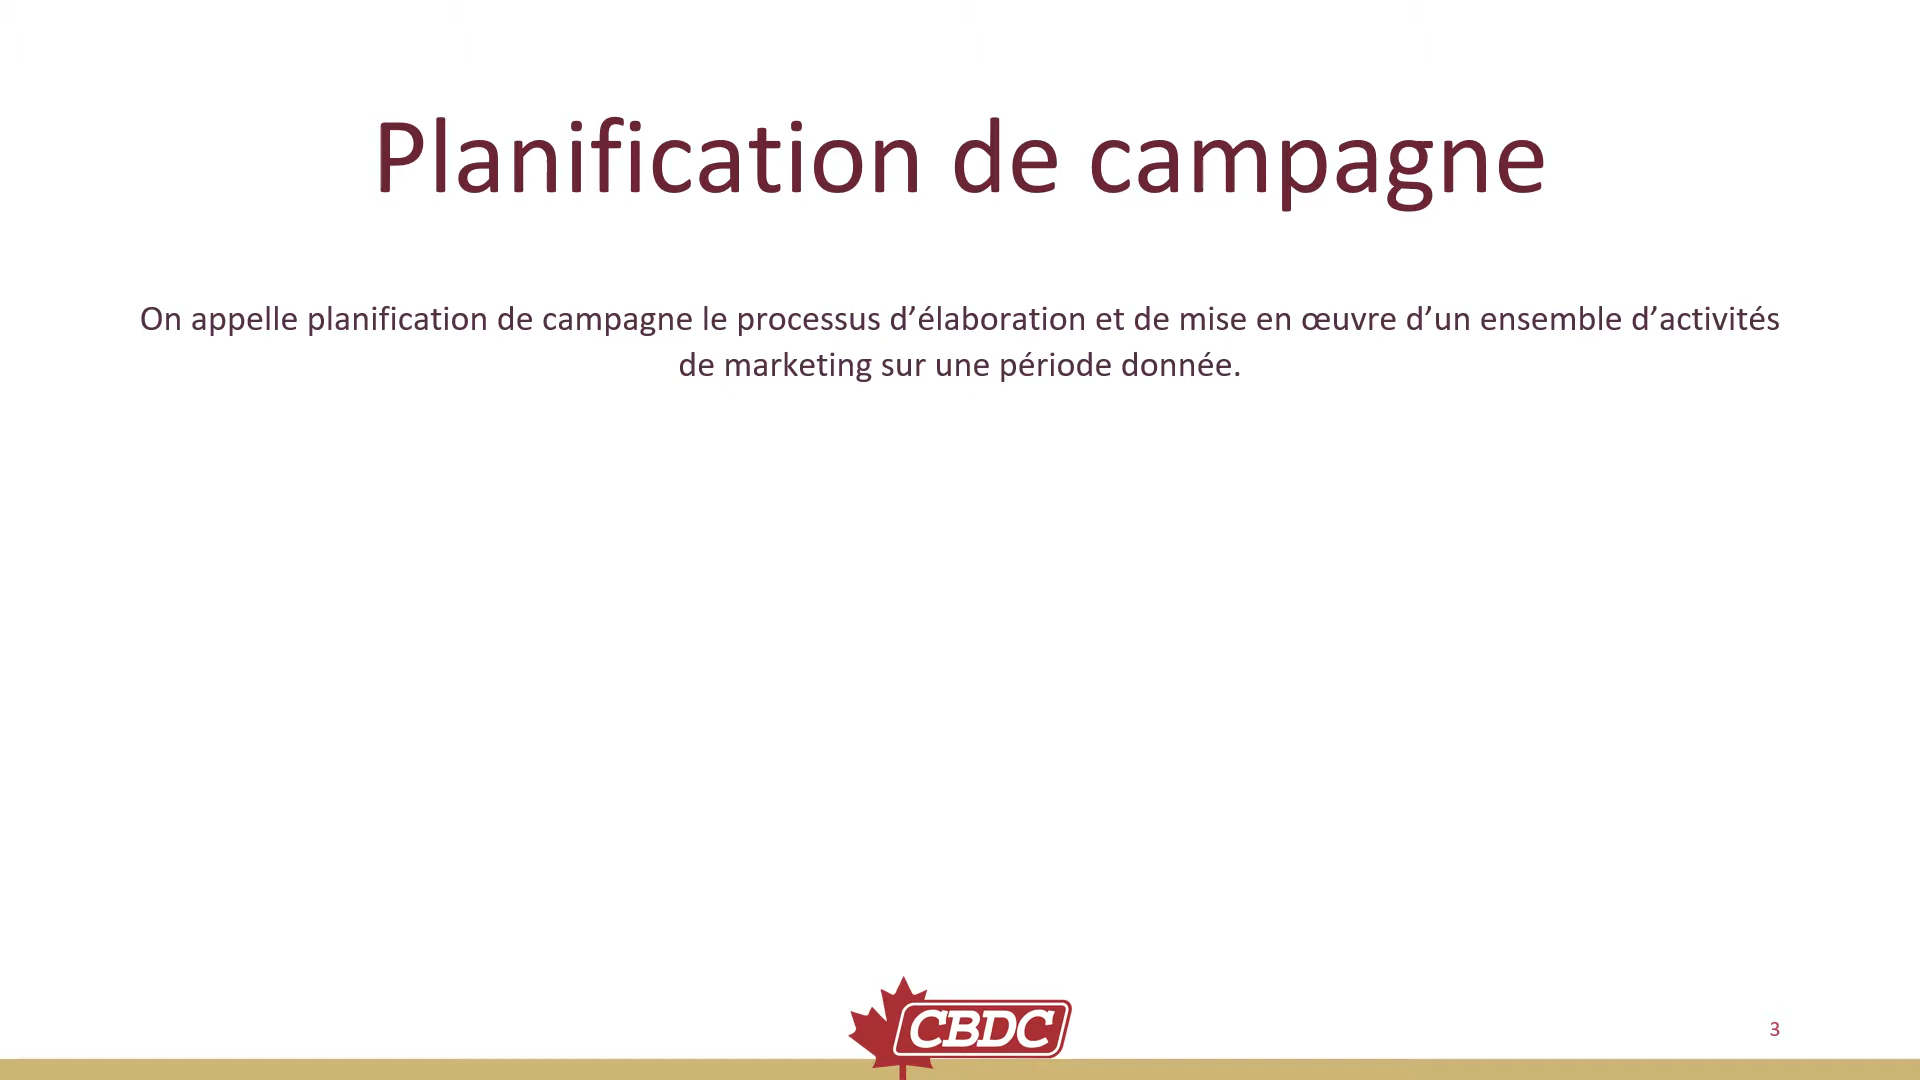 Planification de campagne
On appelle planification de campagne le processus d’élaboration et de mise en œuvre d’un ensemble d’activités
de marketing sur une période donnée.
CBDC
3